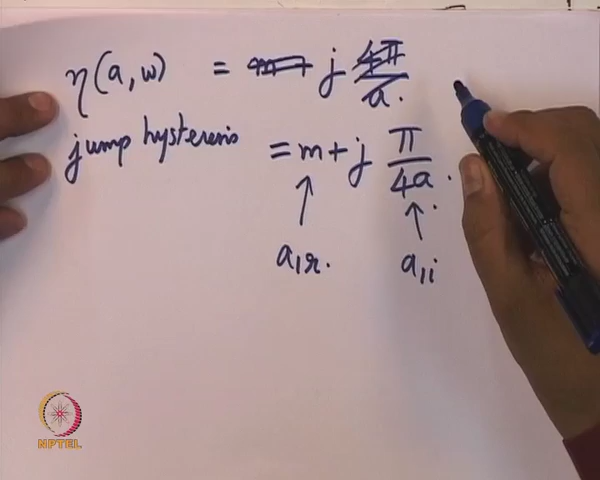 η(a, w) = m + j 4π/a.
jump hysteresis = m + j π/4a.
↑ ↑
a1r. a1i
NPTEL